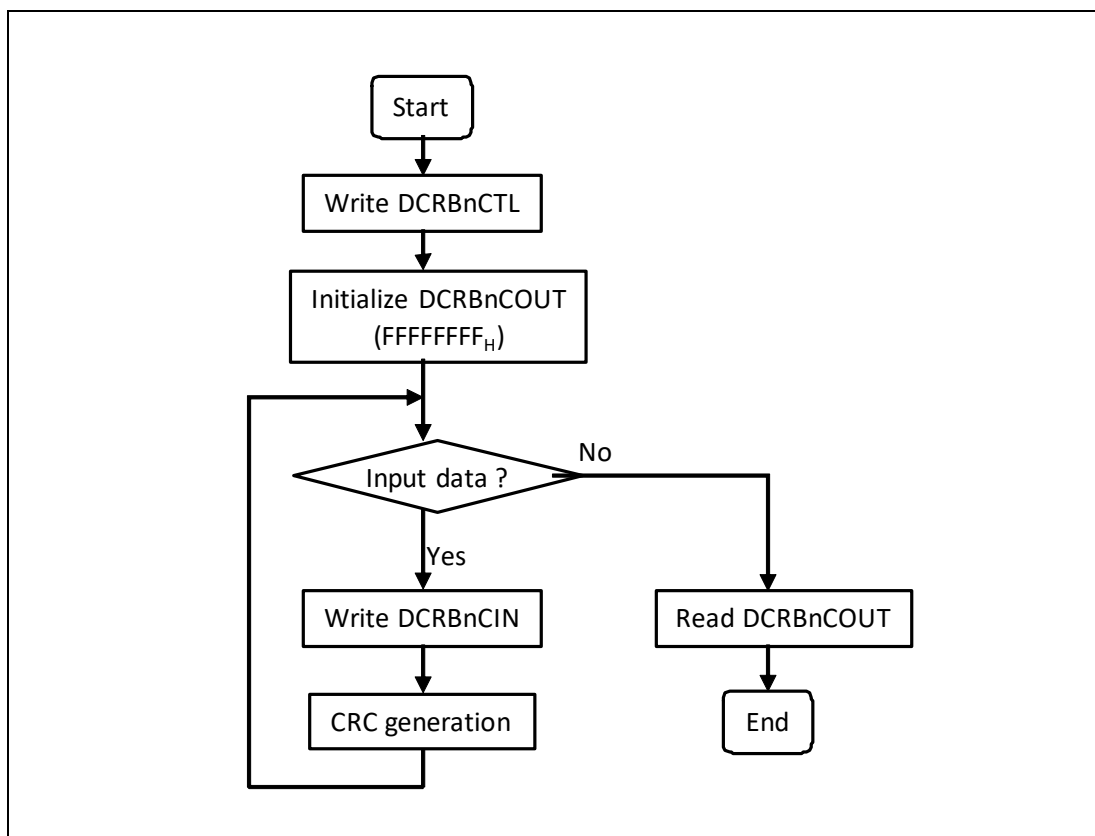 Start
Write DCRBnCTL
Initialize DCRBnCOUT
(FFFFFFFFH)
Input data ?
No
Yes
Write DCRBnCIN
Read DCRBnCOUT
CRC generation
End